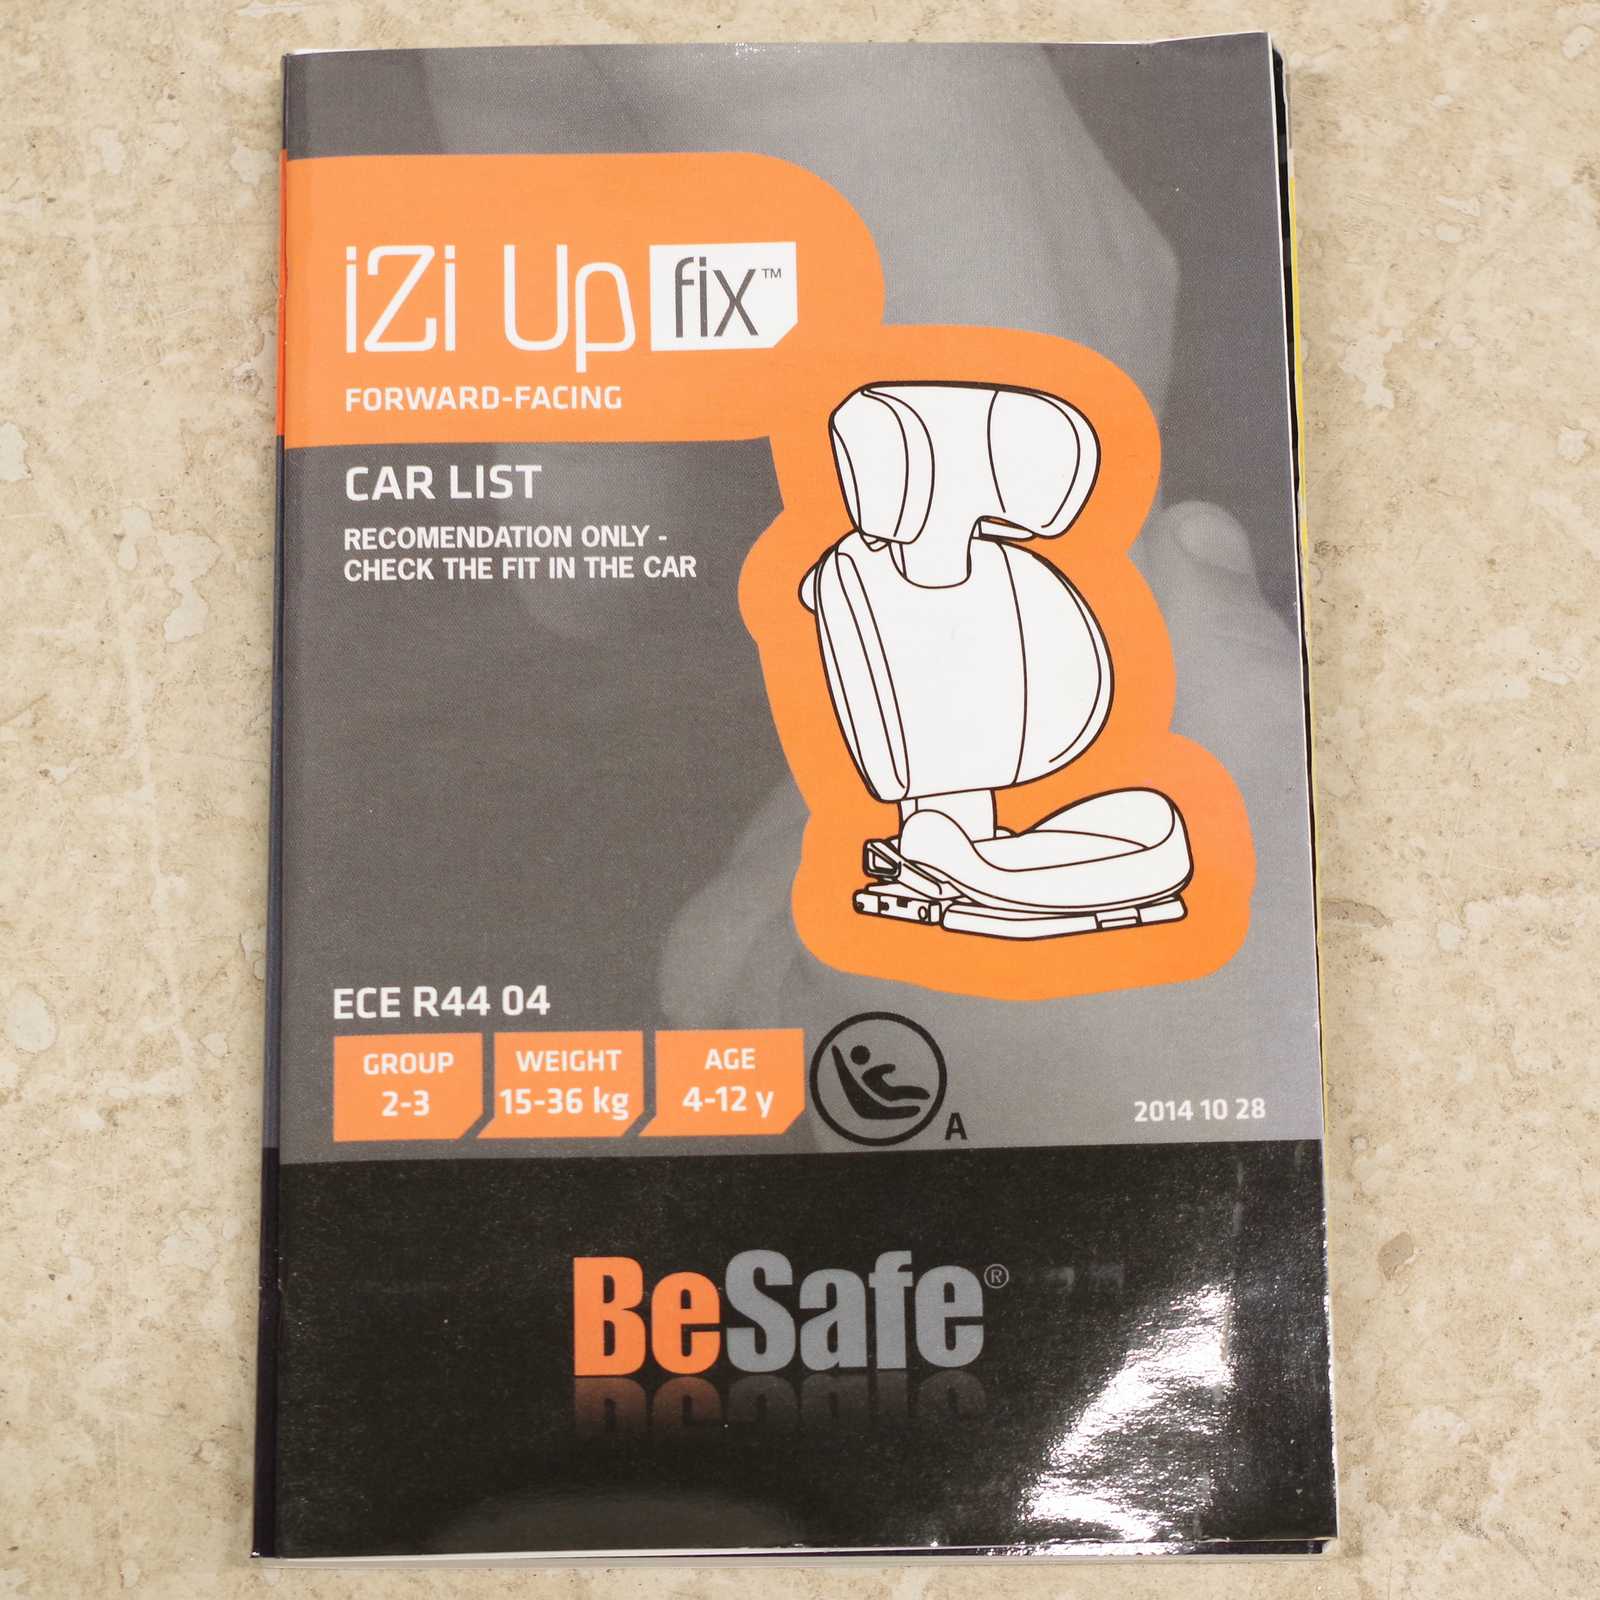 iZi Up fix™
FORWARD-FACING
CAR LIST
RECOMENDATION ONLY -
CHECK THE FIT IN THE CAR
ECE R44 04
GROUP
2-3
WEIGHT
15-36 kg
AGE
4-12 y
A
2014 10 28
BeSafe®